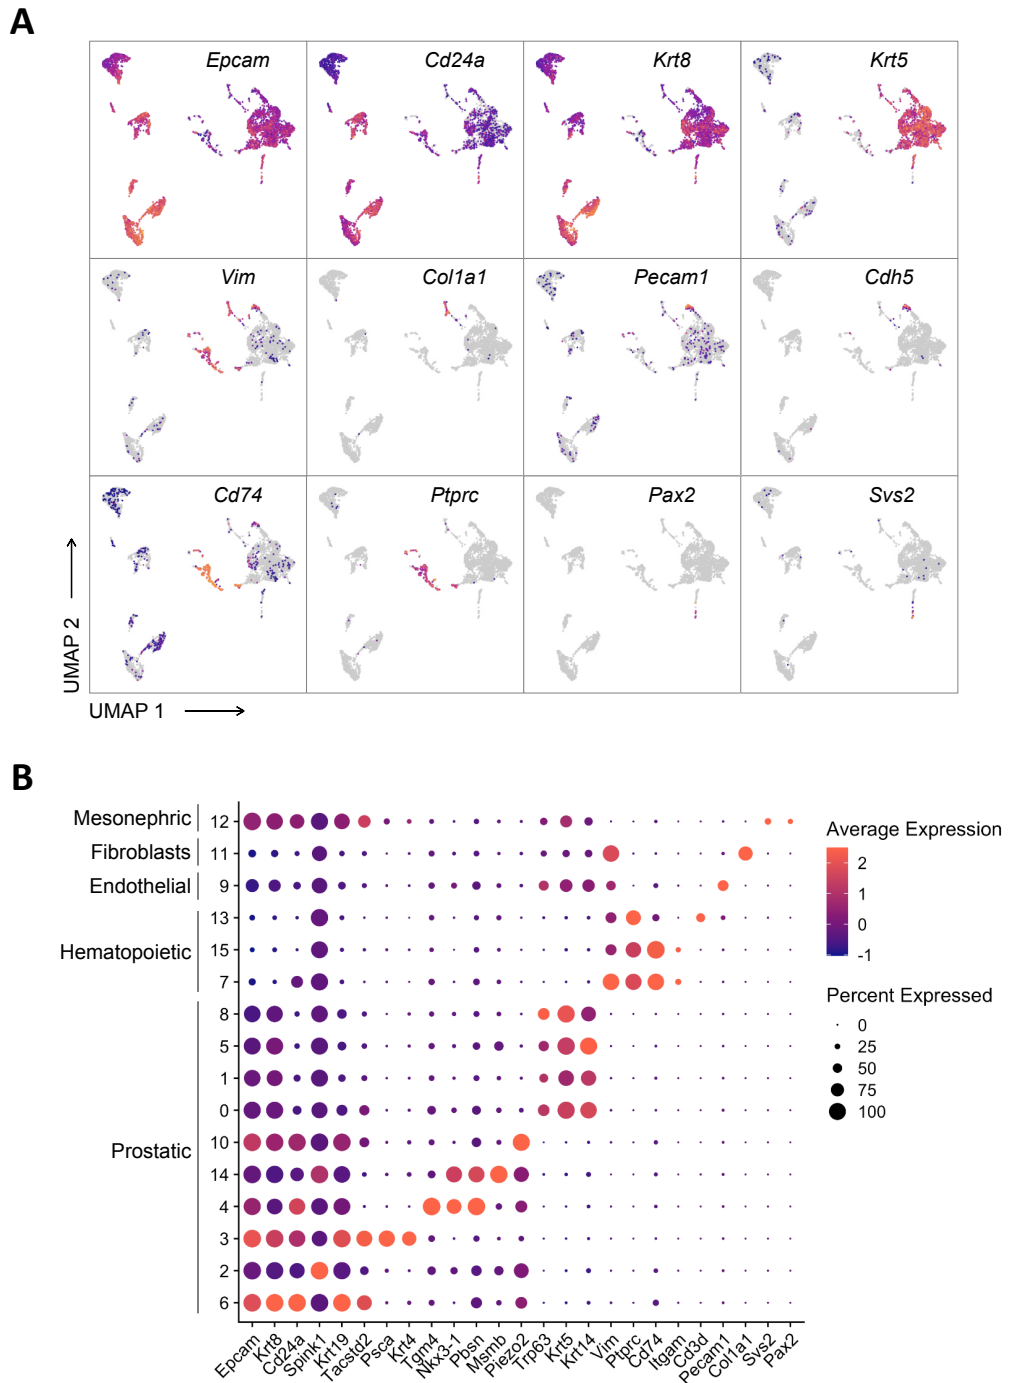 A
Epcam
Cd24a
Krt8
Krt5
Vim
Col1a1
Pecam1
Cdh5
Cd74
Ptprc
Pax2
Svs2
UMAP 2
UMAP 1
B
Mesonephric
Fibroblasts
Endothelial
Hematopoietic
Prostatic
12
11
9
13
15
7
8
5
1
0
10
14
4
3
2
6
Epcam
Krt8
Cd24a
Spink1
Krt19
Tacstd2
Psca
Krt4
Tgm4
Nkx3-1
Pbsn
Msmb
Piezo2
Trp63
Krt5
Krt14
Vim
Ptprc
Cd74
Itgam
Cd3d
Pecam1
Col1a1
Svs2
Pax2
Average Expression
2
1
0
-1
Percent Expressed
0
25
50
75
100